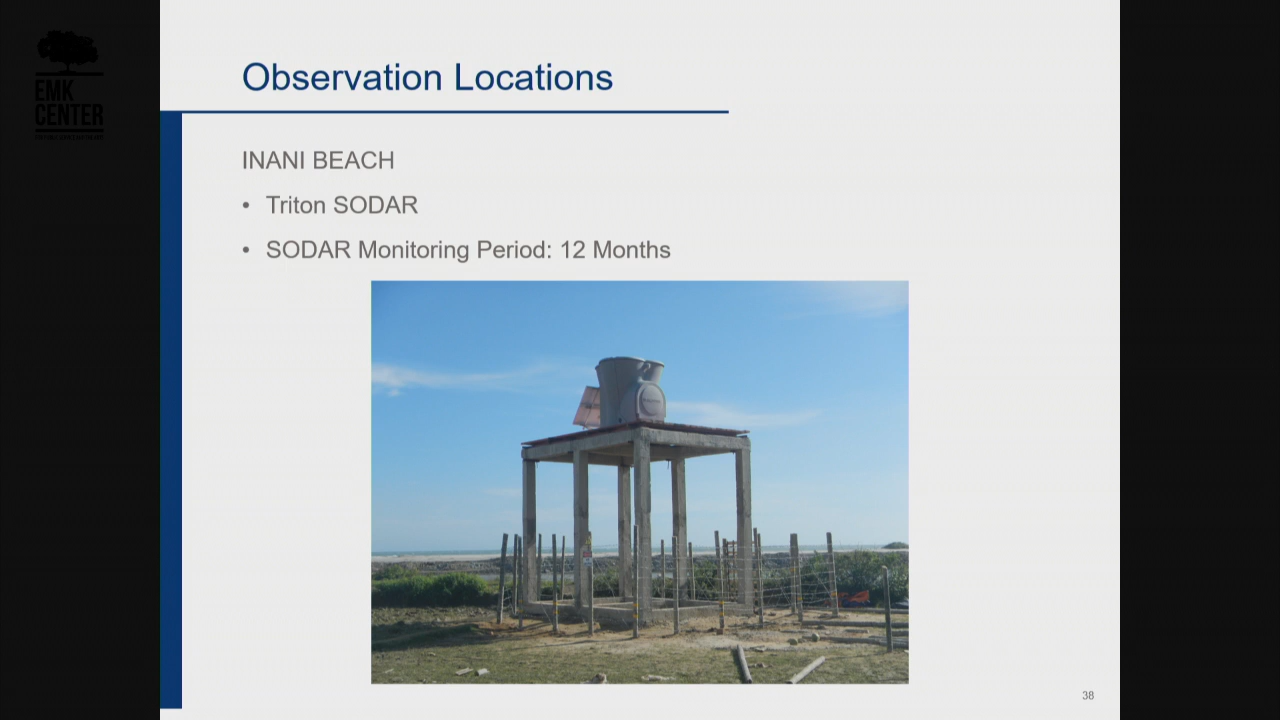 EMK
CENTER
Observation Locations
INANI BEACH
• Triton SODAR
• SODAR Monitoring Period: 12 Months
38